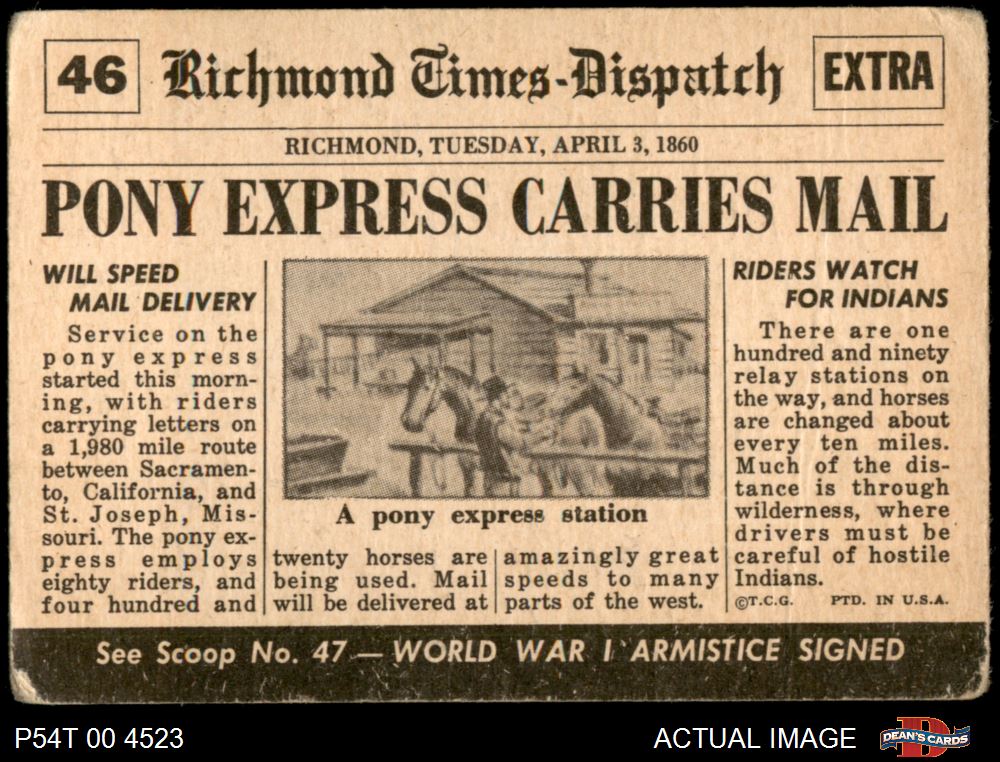 46 Richmond Times-Dispatch EXTRA
RICHMOND, TUESDAY, APRIL 3, 1860
PONY EXPRESS CARRIES MAIL
WILL SPEED
MAIL DELIVERY
Service on the
pony express
started this morn-
ing, with riders
carrying letters on
a 1,980 mile route
between Sacramen-
to, California, and
St. Joseph, Mis-
souri. The pony ex-
press employs
eighty riders, and
four hundred and
A pony express station
twenty horses are
being used. Mail
will be delivered at
amazingly great
speeds to many
parts of the west.
RIDERS WATCH
FOR INDIANS
There are one
hundred and ninety
relay stations on
the way, and horses
are changed about
every ten miles.
Much of the dis-
tance is through
wilderness, where
drivers must be
careful of hostile
Indians.
©T.C.G. PTD. IN U.S.A.
See Scoop No. 47 — WORLD WAR I ARMISTICE SIGNED
P54T 00 4523
ACTUAL IMAGE
D
DEAN'S CARDS